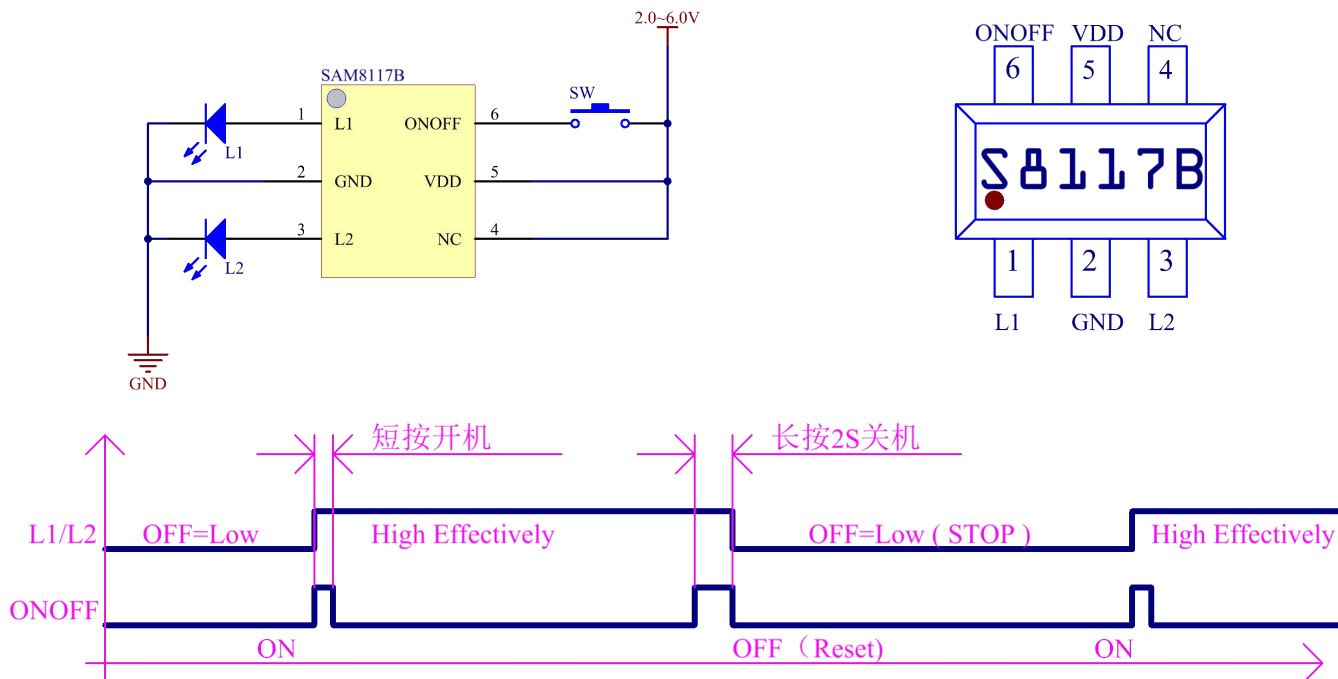 2.0~6.0V
SAM8117B
SW
1 L1 ONOFF 6
L1
2 GND VDD 5
3 L2 NC 4
L2
GND
ONOFF VDD NC
6 5 4
S8117B
1 2 3
L1 GND L2
短按开机 长按2S关机
L1/L2 OFF=Low High Effectively OFF=Low ( STOP ) High Effectively
ONOFF
ON OFF（Reset) ON